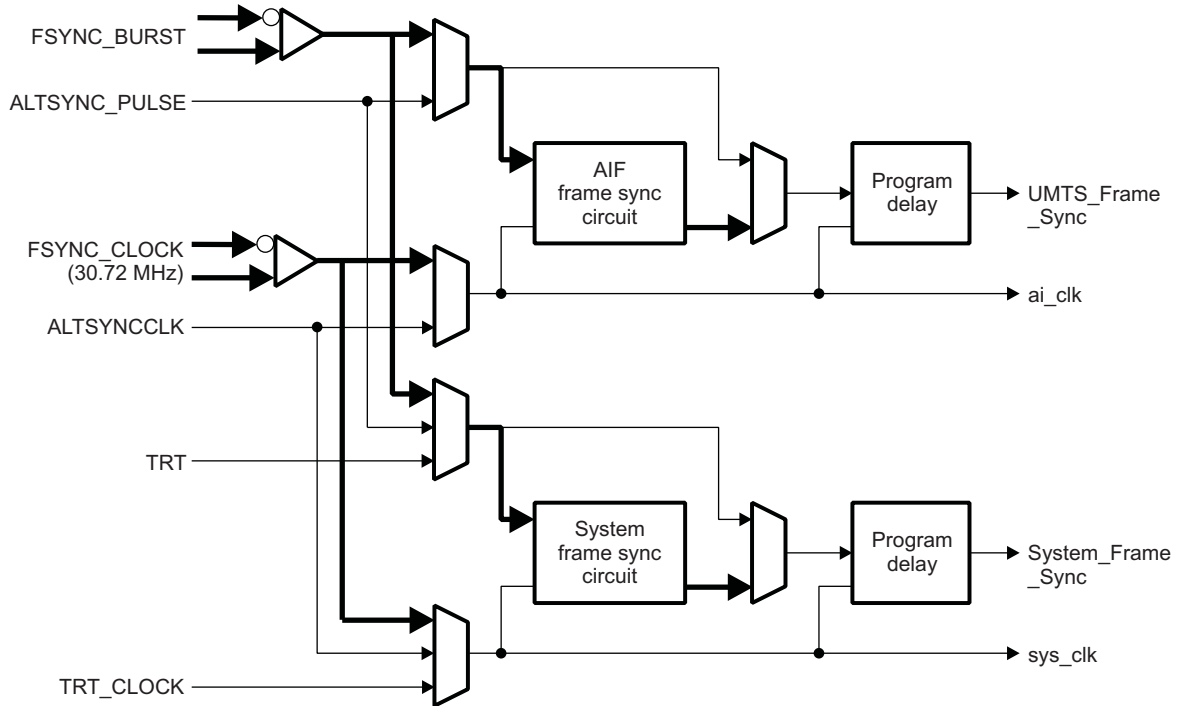 FSYNC_BURST
ALTSYNC_PULSE
AIF
frame sync
circuit
Program
delay
UMTS_Frame
_Sync
FSYNC_CLOCK
(30.72 MHz)
ai_clk
ALTSYNCCLK
TRT
System
frame sync
circuit
Program
delay
System_Frame
_Sync
sys_clk
TRT_CLOCK